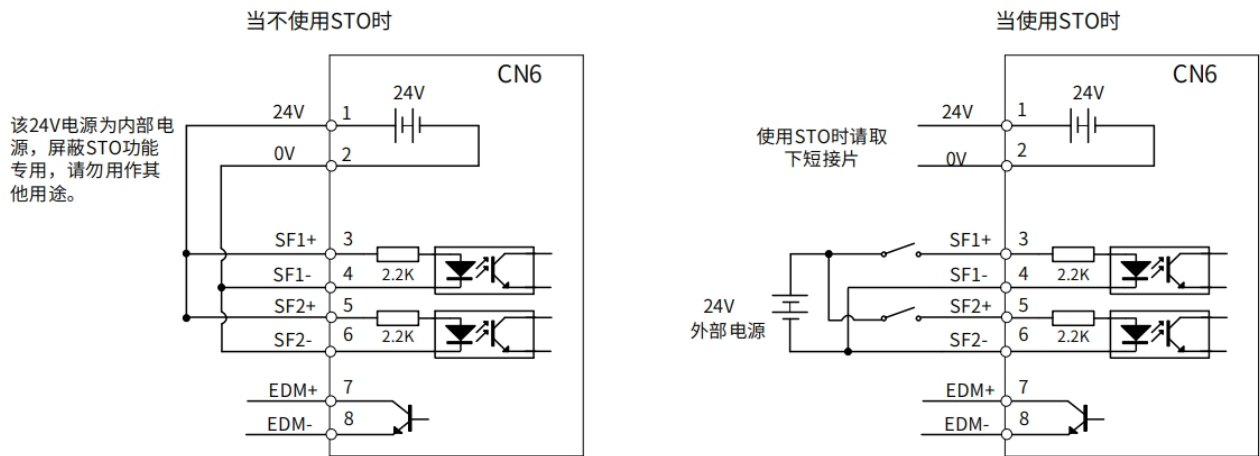 当不使用STO时
CN6
24V
24V
1
0V
2
该24V电源为内部电
源，屏蔽STO功能
专用，请勿用作其
他用途。
SF1+
3
SF1-
4
2.2K
SF2+
5
SF2-
6
2.2K
EDM+
7
EDM-
8
当使用STO时
CN6
24V
24V
1
0V
2
使用STO时请取
下短接片
SF1+
3
SF1-
4
2.2K
SF2+
5
SF2-
6
2.2K
24V
外部电源
EDM+
7
EDM-
8